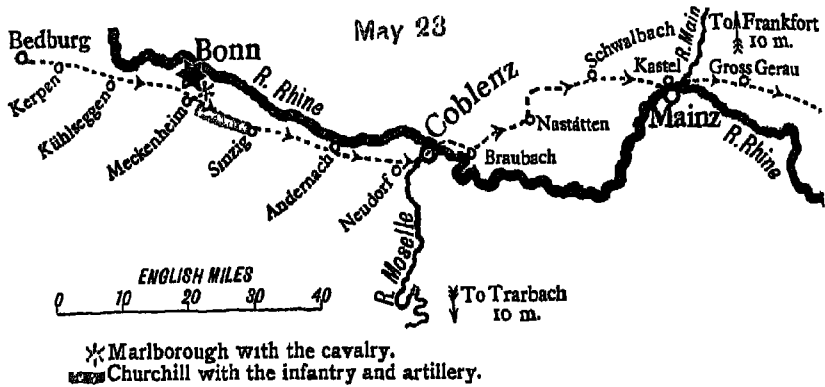 May 23
To Frankfort
10 m.
R. Main
Bedburg
Bonn
Schwalbach
Kastel
Gross Gerau
Kerpen
R. Rhine
Coblenz
Kühlseggen
Mainz
Nastätten
Meckenheim
R. Rhine
Sinzig
Braubach
Andernach
Neudorf
R. Moselle
ENGLISH MILES
0 10 20 30 40
To Trarbach
10 m.
Marlborough with the cavalry.
Churchill with the infantry and artillery.